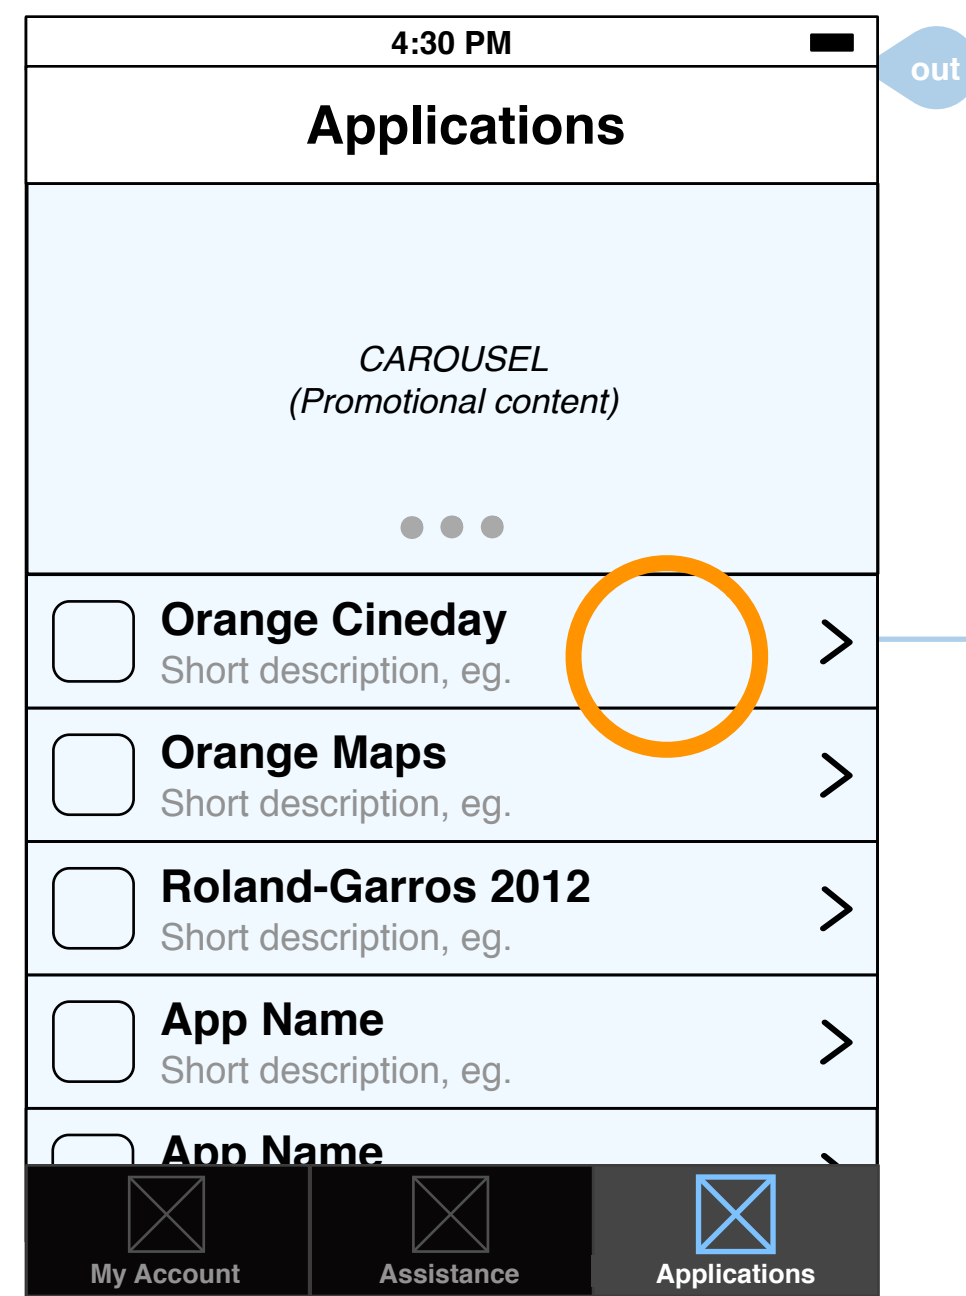 4:30 PM
out
Applications
CAROUSEL
(Promotional content)
Orange Cineday
Short description, eg.
Orange Maps
Short description, eg.
Roland-Garros 2012
Short description, eg.
App Name
Short description, eg.
App Name
My Account
Assistance
Applications